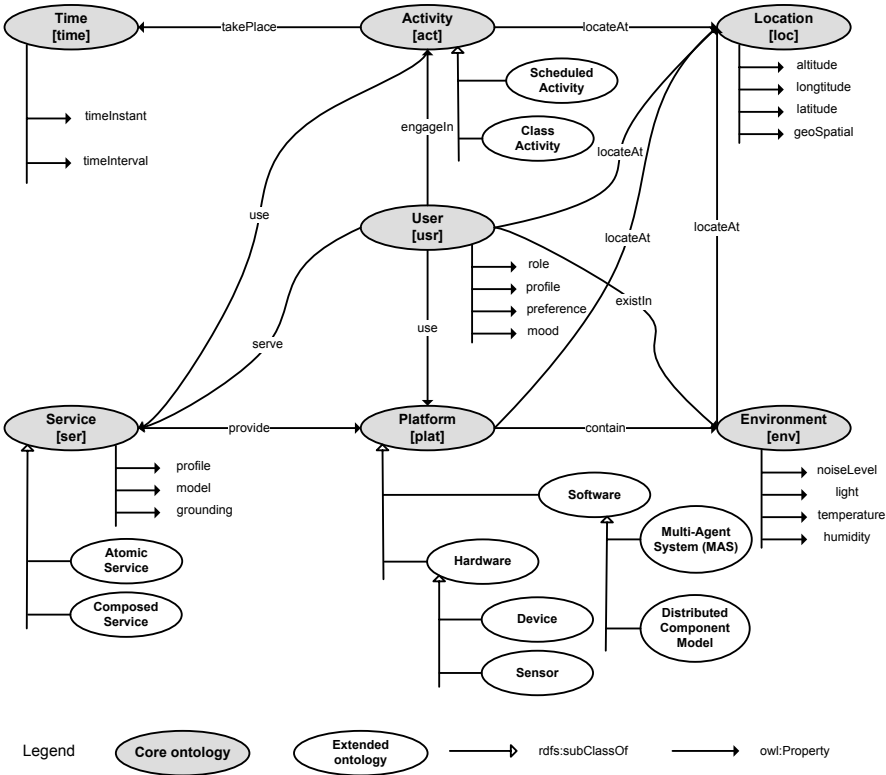 Time
[time]
takePlace
Activity
[act]
locateAt
Location
[loc]
timeInstant
timeInterval
Scheduled
Activity
Class
Activity
engageIn
altitude
longtitude
latitude
geoSpatial
locateAt
use
User
[usr]
locateAt
locateAt
role
profile
preference
mood
existIn
use
serve
Service
[ser]
provide
Platform
[plat]
contain
Environment
[env]
profile
model
grounding
Atomic
Service
Composed
Service
Software
Multi-Agent
System (MAS)
Hardware
Device
Distributed
Component
Model
Sensor
noiseLevel
light
temperature
humidity
Legend
Core ontology
Extended
ontology
rdfs:subClassOf
owl:Property